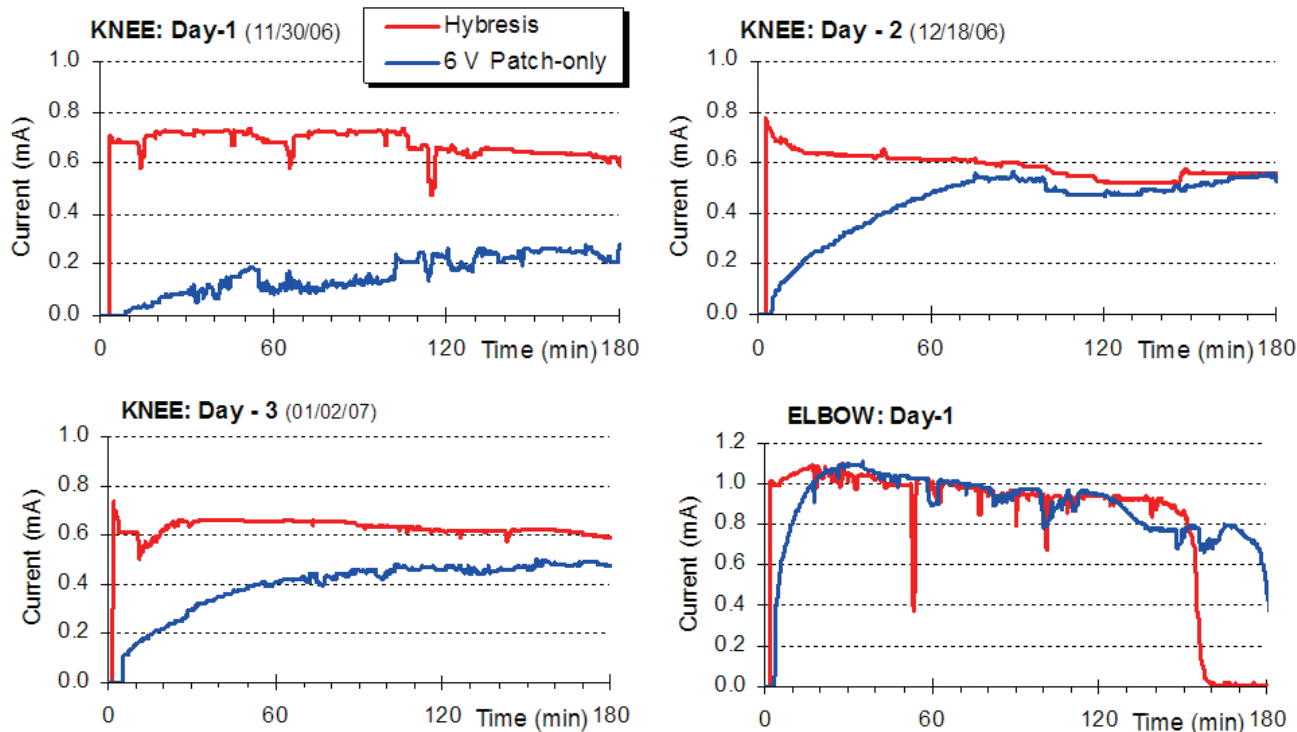 KNEE: Day-1 (11/30/06)
Hybresis
6 V Patch-only
1.0
0.8
0.6
0.4
0.2
0.0
Current (mA)
0
60
120
Time (min)
180
KNEE: Day - 2 (12/18/06)
1.0
0.8
0.6
0.4
0.2
0.0
Current (mA)
0
60
120
Time (min)
180
KNEE: Day - 3 (01/02/07)
1.0
0.8
0.6
0.4
0.2
0.0
Current (mA)
0
60
120
Time (min)
180
ELBOW: Day-1
1.2
1.0
0.8
0.6
0.4
0.2
0.0
Current (mA)
0
60
120
Time (min)
180